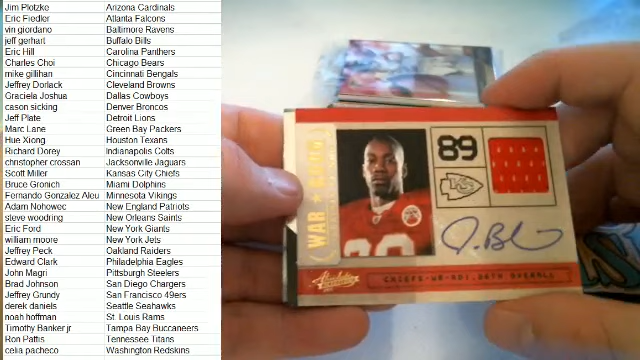 Jim Plotzke Arizona Cardinals
Eric Fiedler Atlanta Falcons
vin giordano Baltimore Ravens
jeff gerhart Buffalo Bills
Eric Hill Carolina Panthers
Charles Choi Chicago Bears
mike gillihan Cincinnati Bengals
Jeffrey Dorlack Cleveland Browns
Graciela Joshua Dallas Cowboys
cason sicking Denver Broncos
Jeff Plate Detroit Lions
Marc Lane Green Bay Packers
Hue Xiong Houston Texans
Richard Dorey Indianapolis Colts
christopher crossan Jacksonville Jaguars
Scott Miller Kansas City Chiefs
Bruce Gronich Miami Dolphins
Fernando Gonzalez Aleu Minnesota Vikings
Adam Nohowec New England Patriots
steve woodring New Orleans Saints
Eric Ford New York Giants
william moore New York Jets
Jeffrey Peck Oakland Raiders
Edward Clark Philadelphia Eagles
John Magri Pittsburgh Steelers
Brad Johnson San Diego Chargers
Jeffrey Grundy San Francisco 49ers
derek daniels Seattle Seahawks
noah hoffman St. Louis Rams
Timothy Banker jr Tampa Bay Buccaneers
Ron Pattis Tennessee Titans
celia pacheco Washington Redskins
WAR
89
KC
Absolute